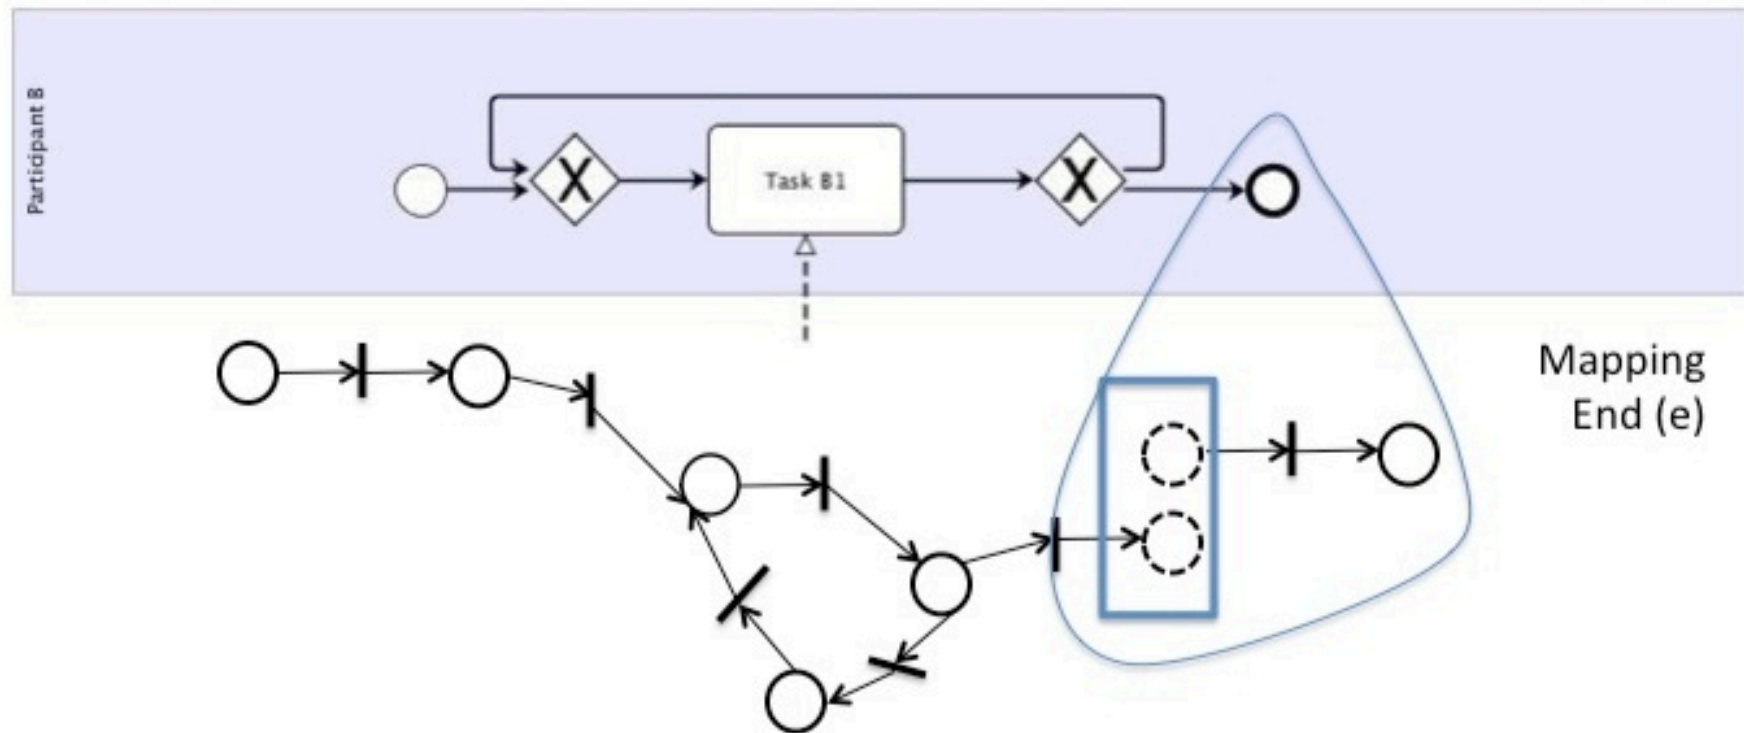 Participant B
X
Task B1
X
Mapping
End (e)